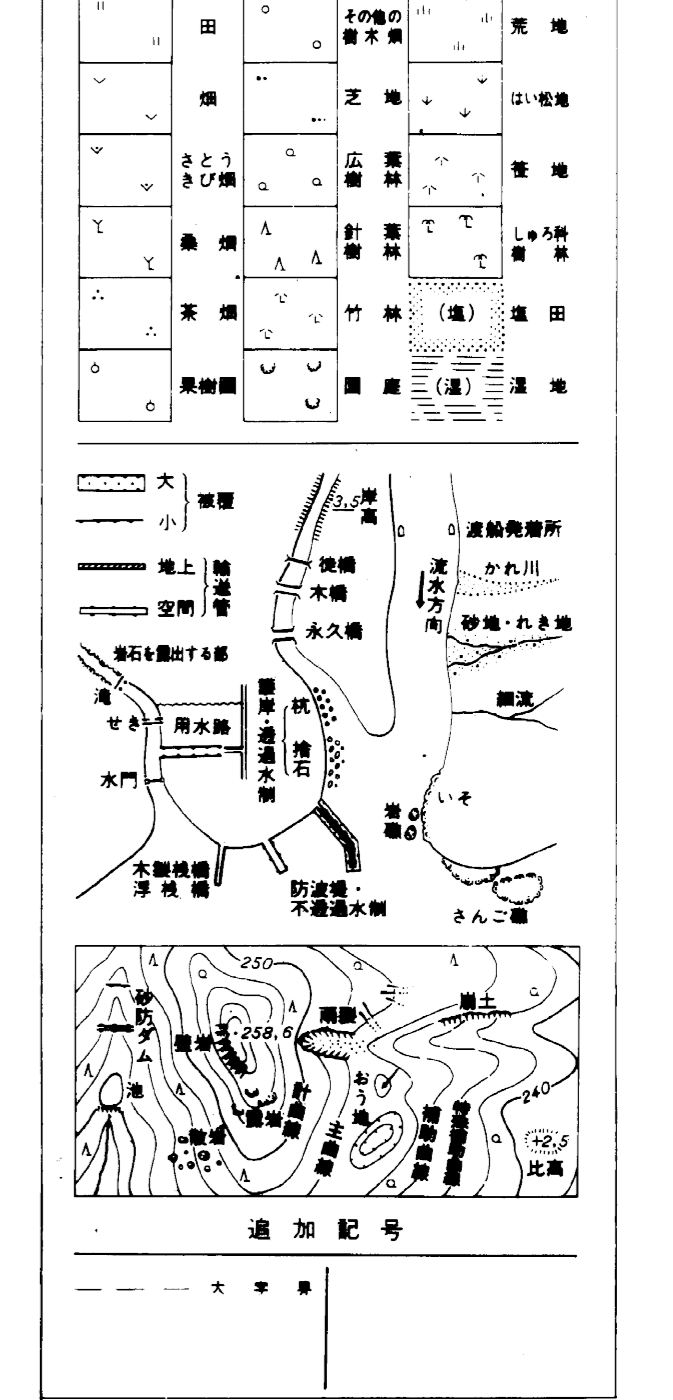 田
その他の
樹木畑
荒地
畑
芝地
はい松地
さとう
きび畑
広葉
樹林
笹地
桑畑
針葉
樹林
しゅろ科
樹林
茶畑
竹林
(塩)
塩田
果樹園
園庭
(湿)
湿地
大
小
被覆
地上
空間
輸送管
岸高
3,5
徒橋
木橋
永久橋
渡船発着所
かれ川
流水方向
砂地・れき地
細流
岩石を露出する部
滝
せき
用水路
水門
護岸・透過水制
杭
捨石
いそ
岩礁
さんご礁
木製桟橋
浮桟橋
防波堤・
不透過水制
250
砂防ダム
258,6
壁岩
雨裂
崩土
池
おう地
露岩
散岩
計曲線
主曲線
補助曲線
特殊補助曲線
240
+2,5
比高
追加記号
大字界